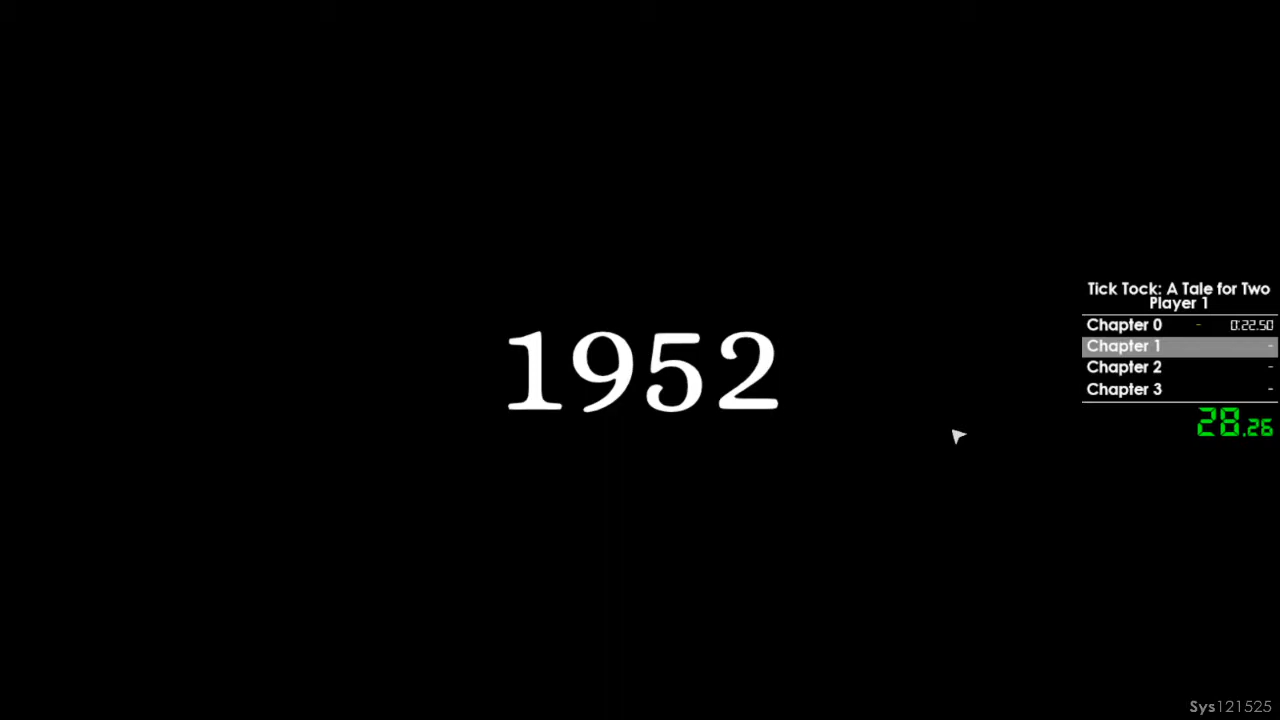 1952
Tick Tock: A Tale for Two
Player 1
Chapter 0 - 0:22.50
Chapter 1 -
Chapter 2 -
Chapter 3 -
28.26
Sys121525